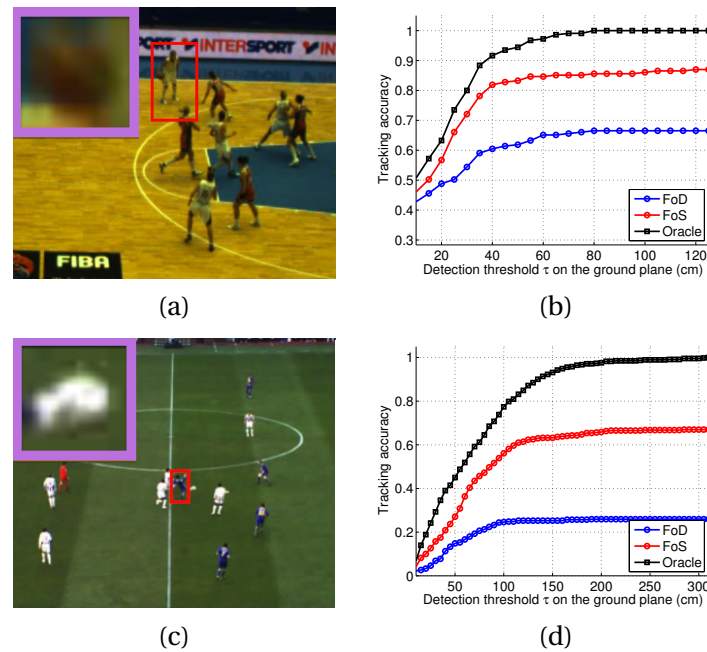 INTERSPORT INTERSPORT
FIBA
(a)
Tracking accuracy
1
0.9
0.8
0.7
0.6
0.5
0.4
0.3
20 40 60 80 100 120
Detection threshold τ on the ground plane (cm)
FoD
FoS
Oracle
(b)
(c)
Tracking accuracy
1
0.8
0.6
0.4
0.2
0
50 100 150 200 250 300
Detection threshold τ on the ground plane (cm)
FoD
FoS
Oracle
(d)